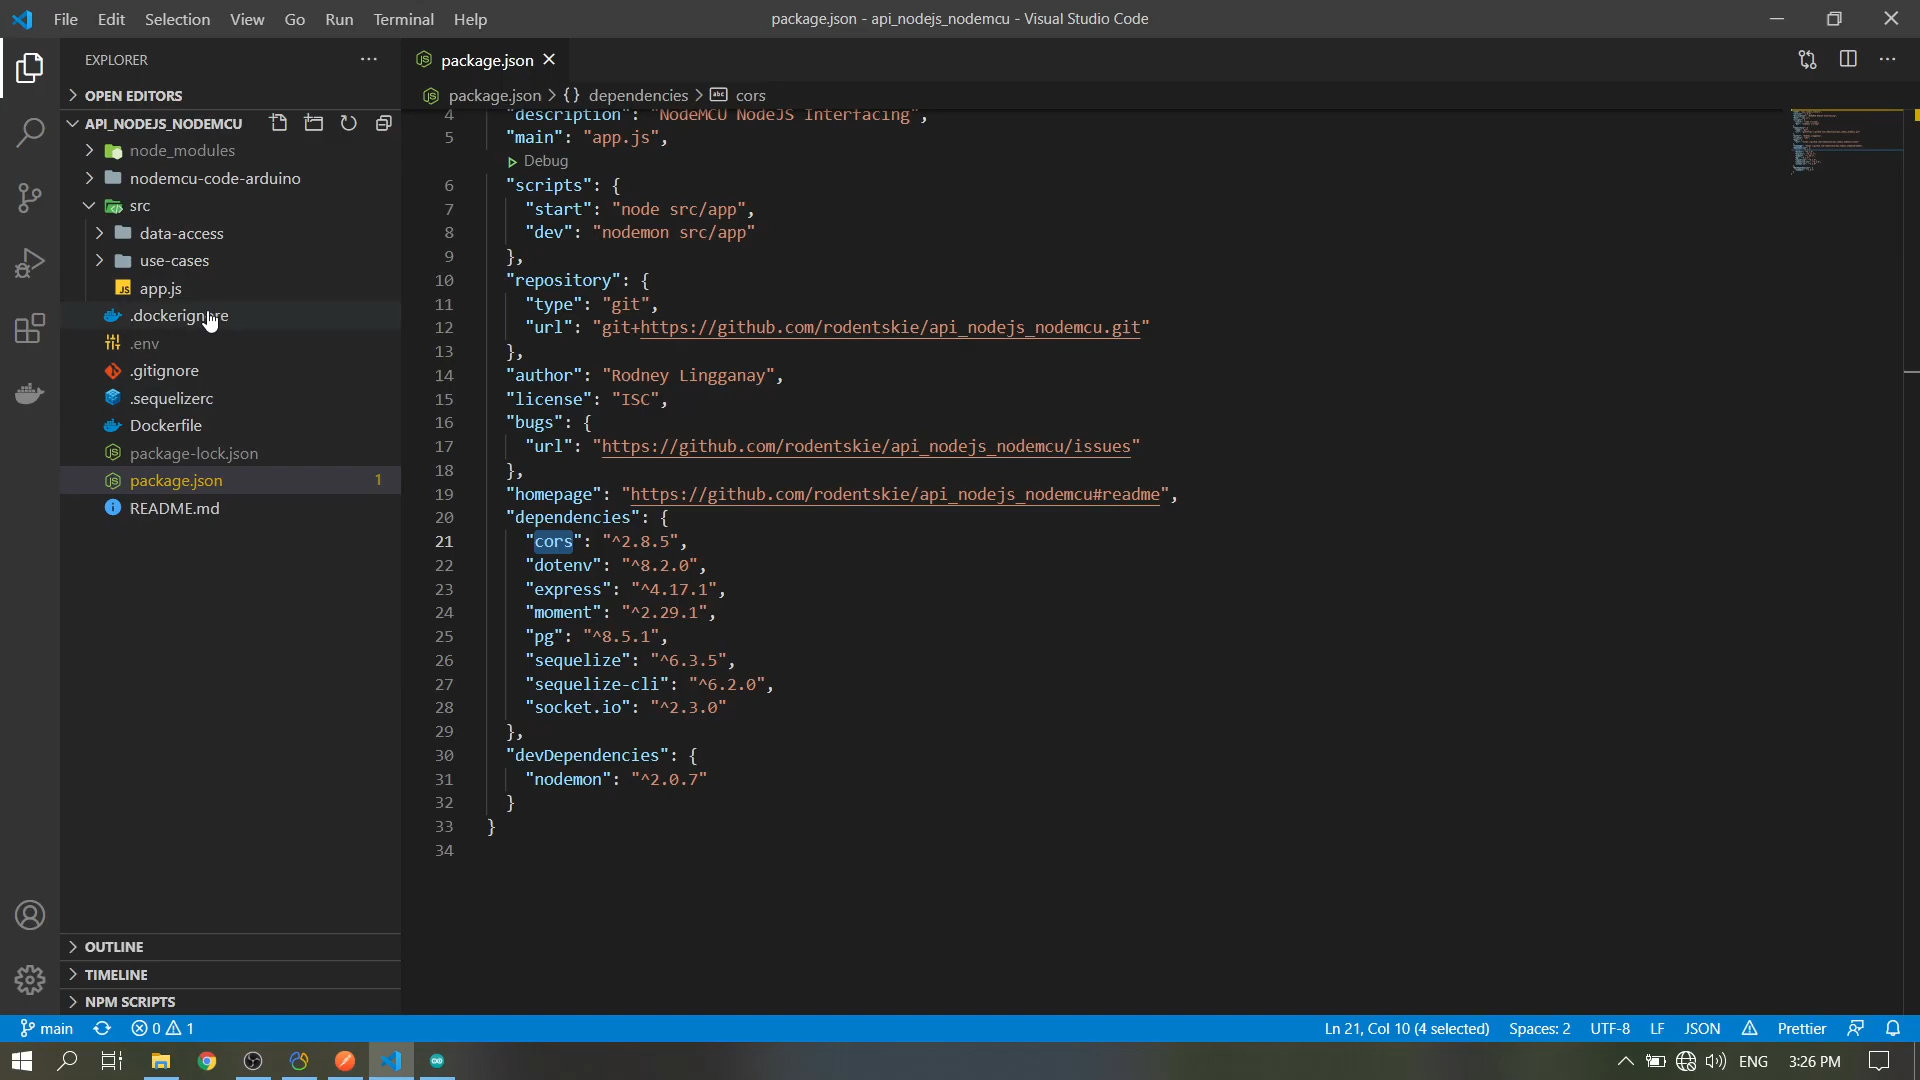 File Edit Selection View Go Run Terminal Help
package.json - api_nodejs_nodemcu - Visual Studio Code
EXPLORER
OPEN EDITORS
API_NODEJS_NODEMCU
node_modules
nodemcu-code-arduino
src
data-access
use-cases
JS app.js
.dockerignore
.env
.gitignore
.sequelizerc
Dockerfile
package-lock.json
package.json 1
README.md
OUTLINE
TIMELINE
NPM SCRIPTS
package.json
package.json > {} dependencies > abc cors
4 "description": "NodeMCU NodeJS Interfacing",
5 "main": "app.js",
Debug
6 "scripts": {
7 "start": "node src/app",
8 "dev": "nodemon src/app"
9 },
10 "repository": {
11 "type": "git",
12 "url": "git+https://github.com/rodentskie/api_nodejs_nodemcu.git"
13 },
14 "author": "Rodney Lingganay",
15 "license": "ISC",
16 "bugs": {
17 "url": "https://github.com/rodentskie/api_nodejs_nodemcu/issues"
18 },
19 "homepage": "https://github.com/rodentskie/api_nodejs_nodemcu#readme",
20 "dependencies": {
21 "cors": "^2.8.5",
22 "dotenv": "^8.2.0",
23 "express": "^4.17.1",
24 "moment": "^2.29.1",
25 "pg": "^8.5.1",
26 "sequelize": "^6.3.5",
27 "sequelize-cli": "^6.2.0",
28 "socket.io": "^2.3.0"
29 },
30 "devDependencies": {
31 "nodemon": "^2.0.7"
32 }
33 }
34
main 0 1
Ln 21, Col 10 (4 selected) Spaces: 2 UTF-8 LF JSON Prettier
ENG 3:26 PM